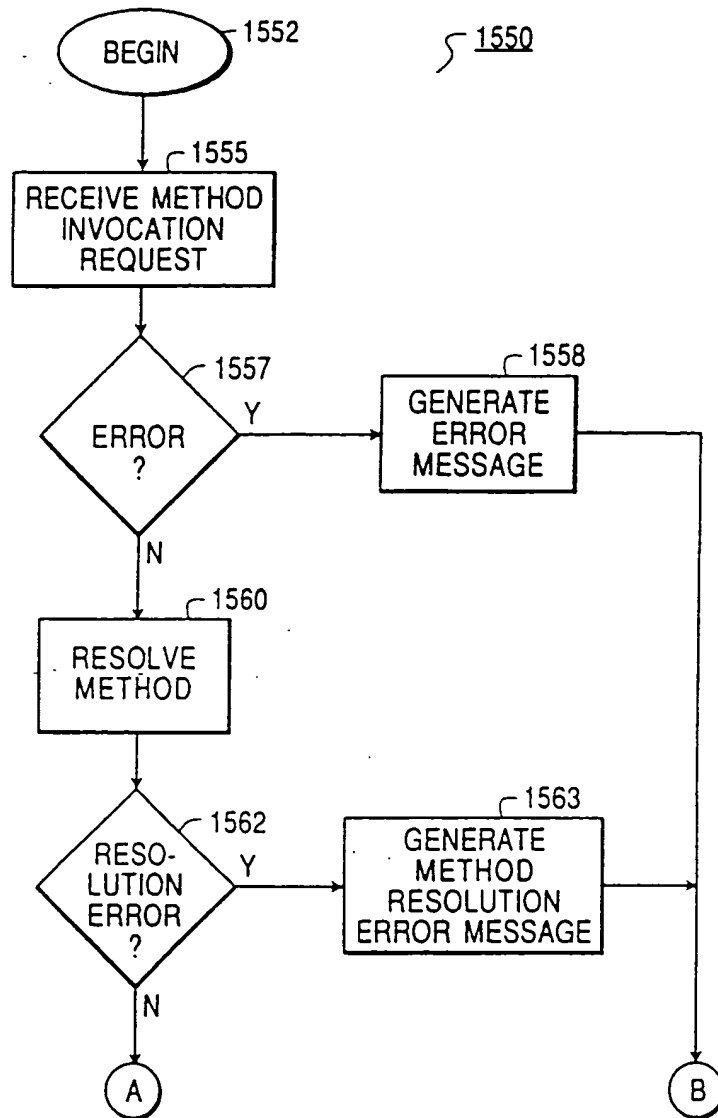 1552
BEGIN
1550
1555
RECEIVE METHOD
INVOCATION
REQUEST
1557
ERROR
?
Y
1558
GENERATE
ERROR
MESSAGE
N
1560
RESOLVE
METHOD
1562
RESO-
LUTION
ERROR
?
Y
1563
GENERATE
METHOD
RESOLUTION
ERROR MESSAGE
N
A
B